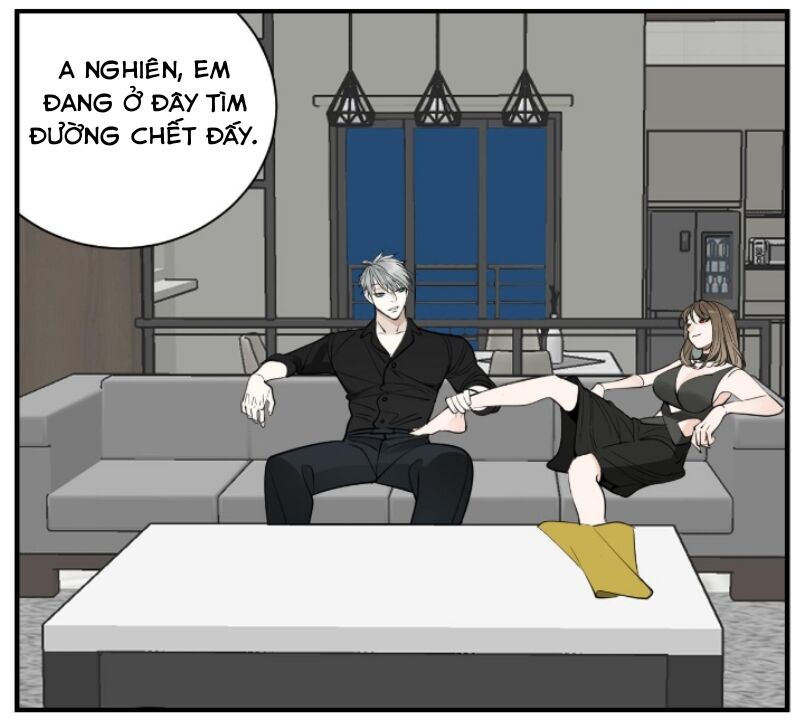 A NGHIÊN, EM
ĐANG Ở ĐÂY TÌM
ĐƯỜNG CHẾT ĐẤY.